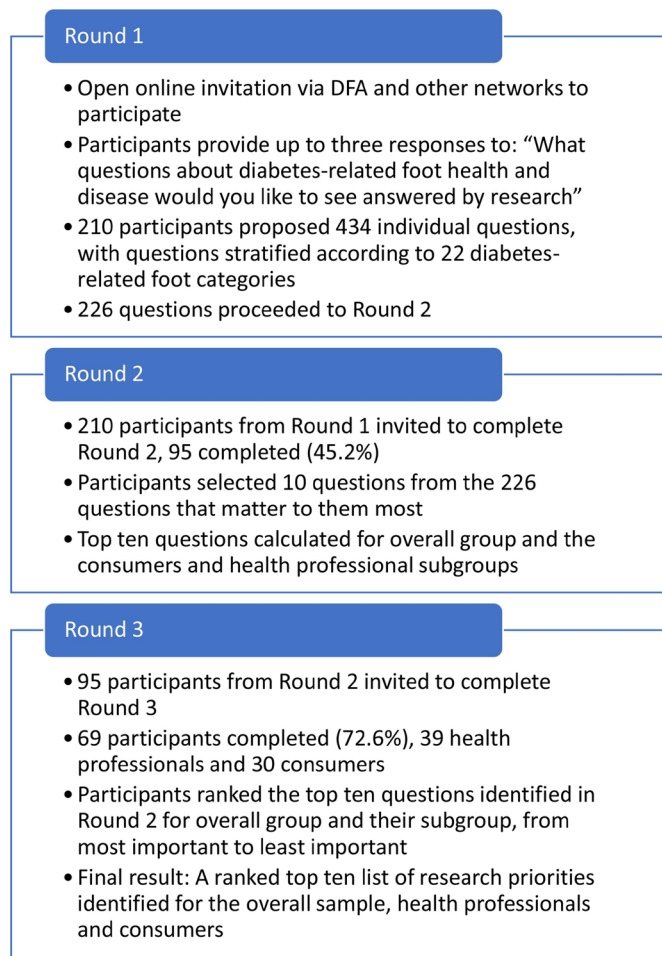 Round 1
• Open online invitation via DFA and other networks to
participate
• Participants provide up to three responses to: “What
questions about diabetes-related foot health and
disease would you like to see answered by research”
• 210 participants proposed 434 individual questions,
with questions stratified according to 22 diabetes-
related foot categories
• 226 questions proceeded to Round 2
Round 2
• 210 participants from Round 1 invited to complete
Round 2, 95 completed (45.2%)
• Participants selected 10 questions from the 226
questions that matter to them most
• Top ten questions calculated for overall group and the
consumers and health professional subgroups
Round 3
• 95 participants from Round 2 invited to complete
Round 3
• 69 participants completed (72.6%), 39 health
professionals and 30 consumers
• Participants ranked the top ten questions identified in
Round 2 for overall group and their subgroup, from
most important to least important
• Final result: A ranked top ten list of research priorities
identified for the overall sample, health professionals
and consumers